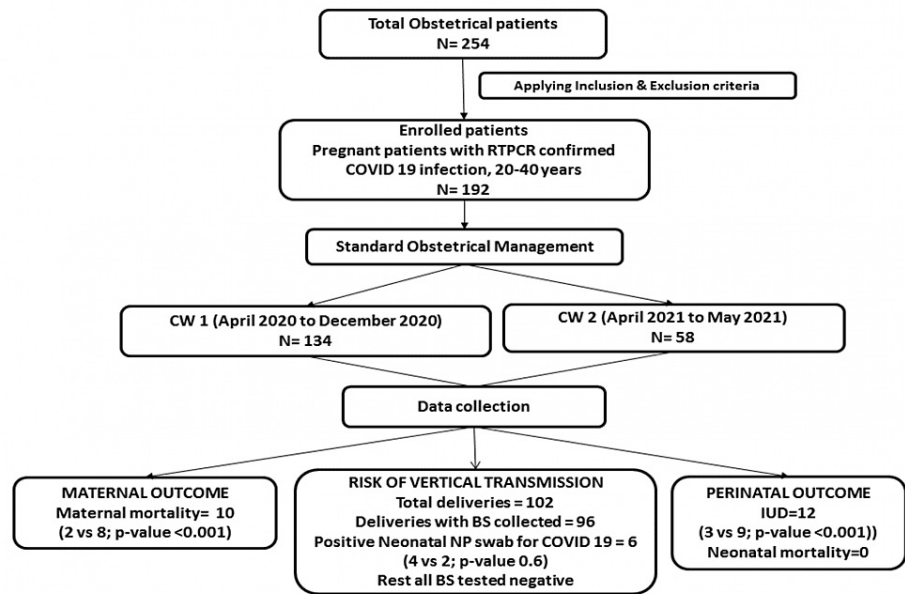 Total Obstetrical patients
N= 254
Applying Inclusion & Exclusion criteria
Enrolled patients
Pregnant patients with RTPCR confirmed
COVID 19 infection, 20-40 years
N= 192
Standard Obstetrical Management
CW 1 (April 2020 to December 2020)
N= 134
CW 2 (April 2021 to May 2021)
N= 58
Data collection
MATERNAL OUTCOME
Maternal mortality= 10
(2 vs 8; p-value <0.001)
RISK OF VERTICAL TRANSMISSION
Total deliveries = 102
Deliveries with BS collected = 96
Positive Neonatal NP swab for COVID 19 = 6
(4 vs 2; p-value 0.6)
Rest all BS tested negative
PERINATAL OUTCOME
IUD=12
(3 vs 9; p-value <0.001))
Neonatal mortality=0